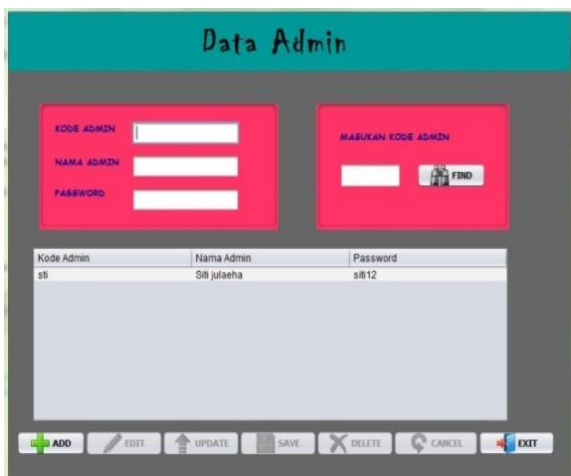 Data Admin
KODE ADMIN
NAMA ADMIN
PASSWORD
MASUKAN KODE ADMIN
FIND
Kode Admin Nama Admin Password
sti Siti julaeha siti12
ADD EDIT UPDATE SAVE DELETE CANCEL EXIT